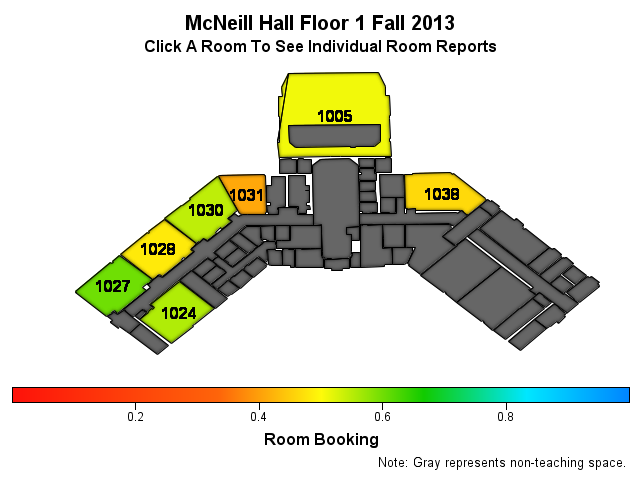 McNeill Hall Floor 1 Fall 2013
Click A Room To See Individual Room Reports
1005
1031
1038
1030
1028
1027
1024
0.2 0.4 0.6 0.8
Room Booking
Note: Gray represents non-teaching space.